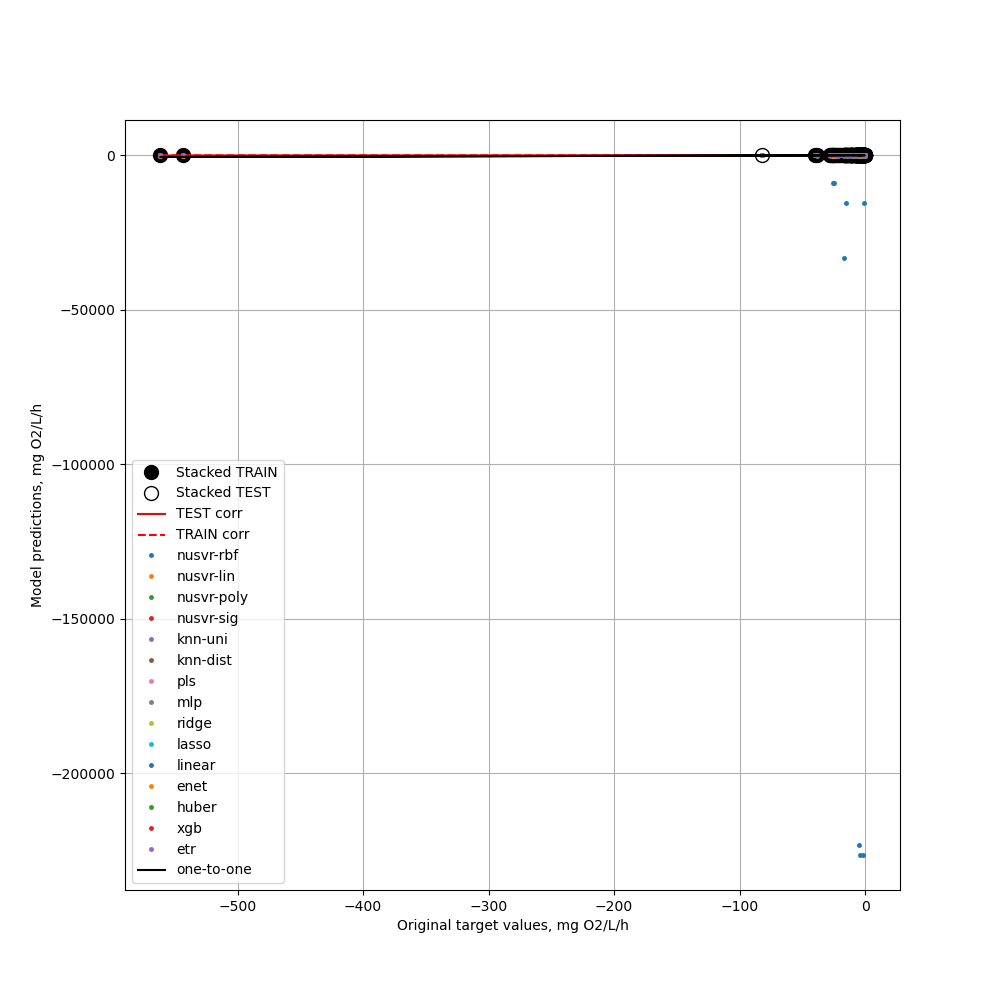 0
−50000
−100000
−150000
−200000
Model predictions, mg O2/L/h
Stacked TRAIN
Stacked TEST
TEST corr
TRAIN corr
nusvr-rbf
nusvr-lin
nusvr-poly
nusvr-sig
knn-uni
knn-dist
pls
mlp
ridge
lasso
linear
enet
huber
xgb
etr
one-to-one
−500 −400 −300 −200 −100 0
Original target values, mg O2/L/h